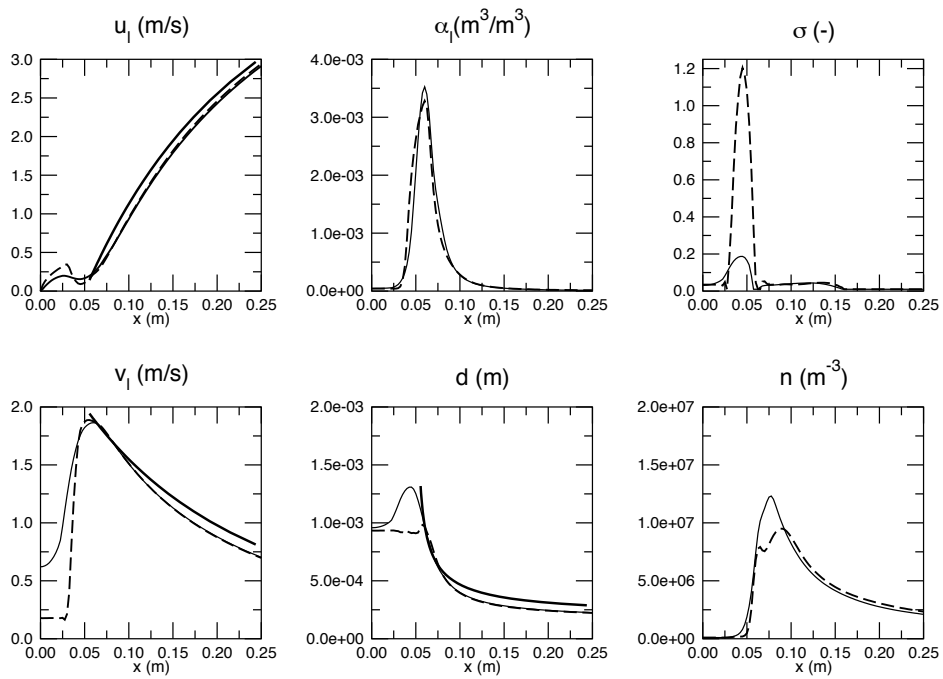 u_l (m/s)
α_l(m^3/m^3)
σ (-)
3.0
2.5
2.0
1.5
1.0
0.5
0.0
0.00 0.05 0.10 0.15 0.20 0.25
x (m)
4.0e-03
3.0e-03
2.0e-03
1.0e-03
0.0e+00
0.00 0.05 0.10 0.15 0.20 0.25
x (m)
1.2
1.0
0.8
0.6
0.4
0.2
0.0
0.00 0.05 0.10 0.15 0.20 0.25
x (m)
v_l (m/s)
d (m)
n (m^-3)
2.0
1.5
1.0
0.5
0.0
0.00 0.05 0.10 0.15 0.20 0.25
x (m)
2.0e-03
1.5e-03
1.0e-03
5.0e-04
0.0e+00
0.00 0.05 0.10 0.15 0.20 0.25
x (m)
2.0e+07
1.5e+07
1.0e+07
5.0e+06
0.0e+00
0.00 0.05 0.10 0.15 0.20 0.25
x (m)